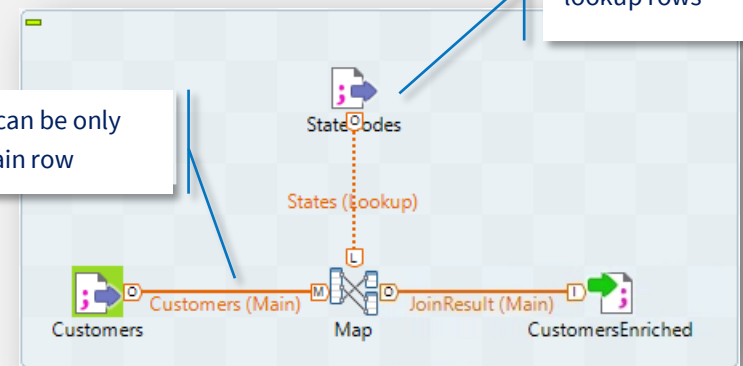 lookup rows
can be only
ain row
StateCodes
States (Lookup)
O
L
Customers (Main)
O
M
O
JoinResult (Main)
I
Customers
Map
CustomersEnriched